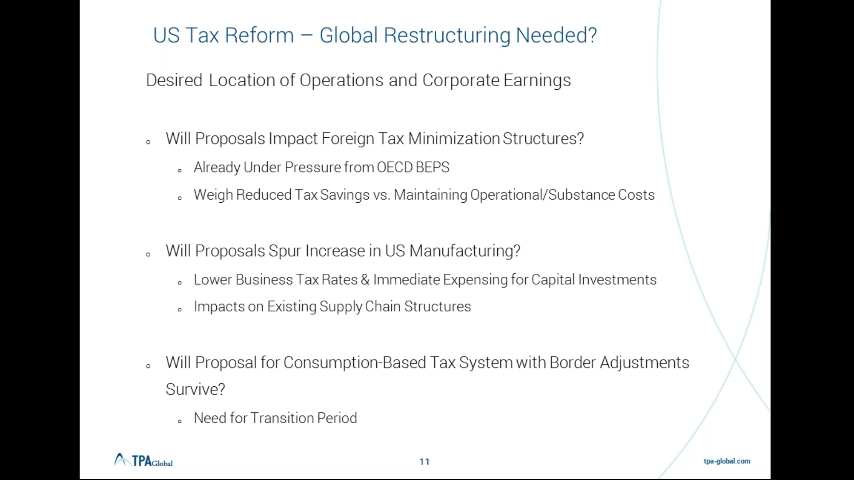 US Tax Reform – Global Restructuring Needed?
Desired Location of Operations and Corporate Earnings
Will Proposals Impact Foreign Tax Minimization Structures?
Already Under Pressure from OECD BEPS
Weigh Reduced Tax Savings vs. Maintaining Operational/Substance Costs
Will Proposals Spur Increase in US Manufacturing?
Lower Business Tax Rates & Immediate Expensing for Capital Investments
Impacts on Existing Supply Chain Structures
Will Proposal for Consumption-Based Tax System with Border Adjustments
Survive?
Need for Transition Period
TPA Global
11
tpa-global.com